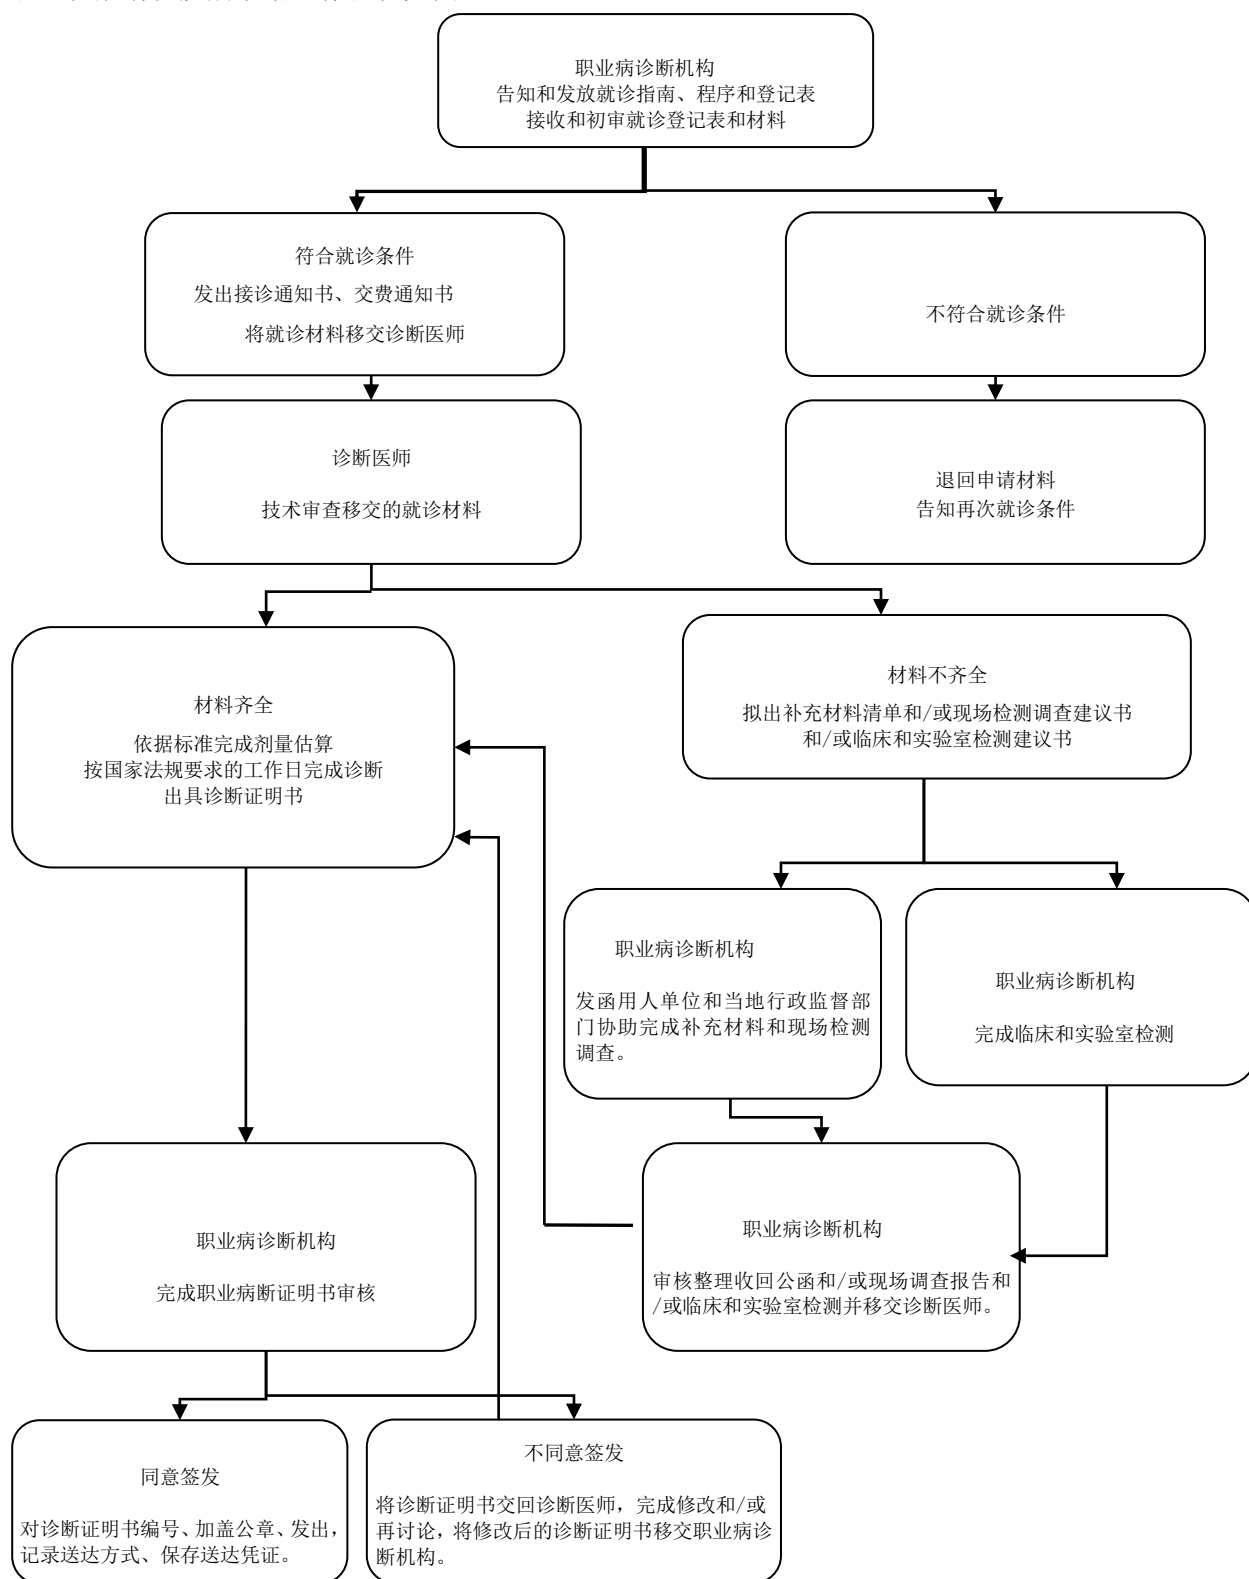 职业病诊断机构
告知和发放就诊指南、程序和登记表
接收和初审就诊登记表和材料
符合就诊条件
发出接诊通知书、交费通知书
将就诊材料移交诊断医师
不符合就诊条件
诊断医师
技术审查移交的就诊材料
退回申请材料
告知再次就诊条件
材料齐全
依据标准完成剂量估算
按国家法规要求的工作日完成诊断
出具诊断证明书
材料不齐全
拟出补充材料清单和/或现场检测调查建议书
和/或临床和实验室检测建议书
职业病诊断机构
发函用人单位和当地行政监督部
门协助完成补充材料和现场检测
调查。
职业病诊断机构
完成临床和实验室检测
职业病诊断机构
完成职业病断证明书审核
职业病诊断机构
审核整理收回公函和/或现场调查报告和
/或临床和实验室检测并移交诊断医师。
同意签发
对诊断证明书编号、加盖公章、发出，
记录送达方式、保存送达凭证。
不同意签发
将诊断证明书交回诊断医师，完成修改和/或
再讨论，将修改后的诊断证明书移交职业病诊
断机构。